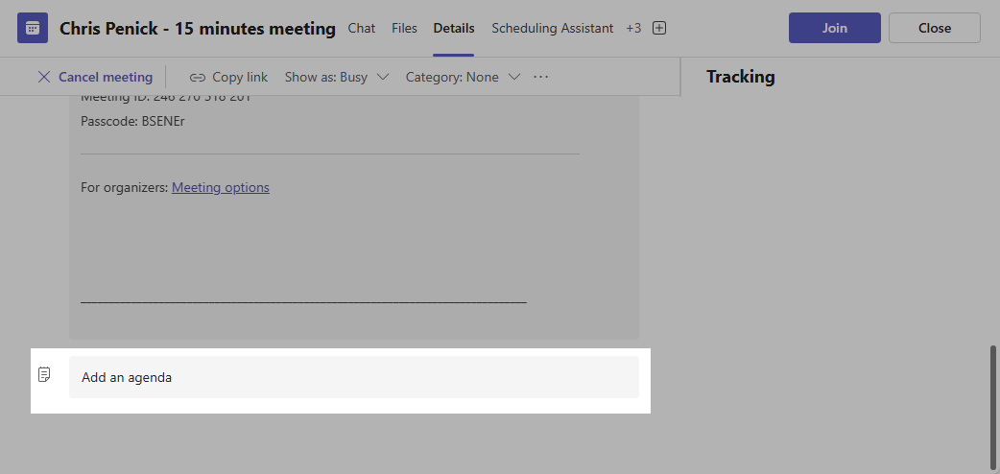 Chris Penick - 15 minutes meeting Chat Files Details Scheduling Assistant +3 Join Close
Cancel meeting Copy link Show as: Busy Category: None ··· Tracking
Meeting ID: 246 270 318 201
Passcode: BSENEr
For organizers: Meeting options
Add an agenda